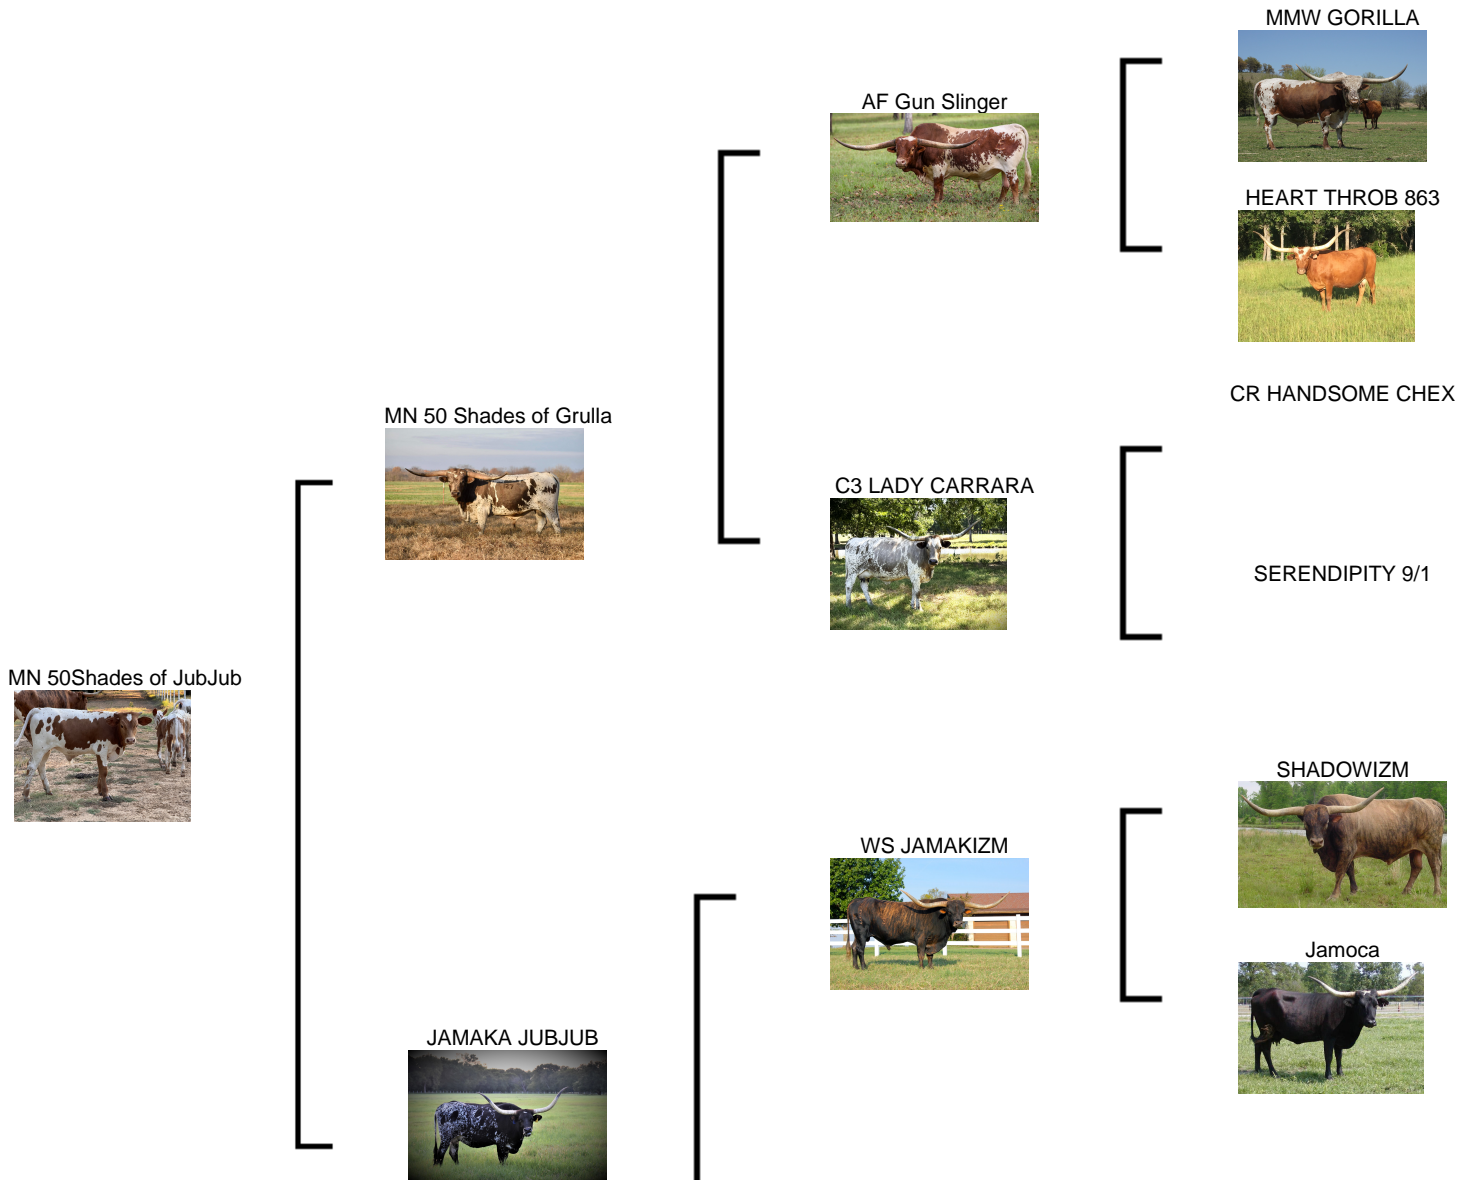 MMW GORILLA
AF Gun Slinger
HEART THROB 863
CR HANDSOME CHEX
MN 50 Shades of Grulla
C3 LADY CARRARA
SERENDIPITY 9/1
MN 50Shades of JubJub
SHADOWIZM
WS JAMAKIZM
Jamoca
JAMAKA JUBJUB